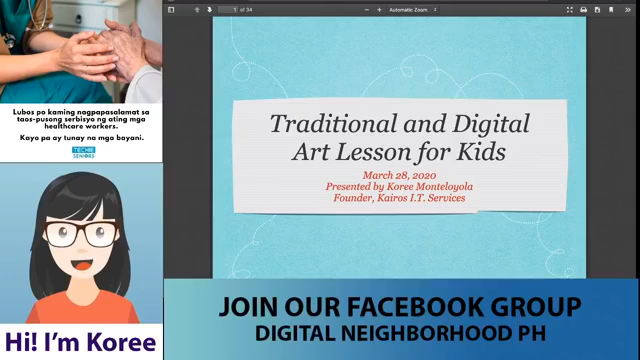 Lubos po kaming nagpapasalamat sa
taos-pusong serbisyo ng ating mga
healthcare workers.
Kayo pa ay tunay na mga bayani.
TECHIE
SENIORS
Hi! I'm Koree
1 of 34
Automatic Zoom
Traditional and Digital
Art Lesson for Kids
March 28, 2020
Presented by Koree Monteloyola
Founder, Kairos I.T. Services
JOIN OUR FACEBOOK GROUP
DIGITAL NEIGHBORHOOD PH